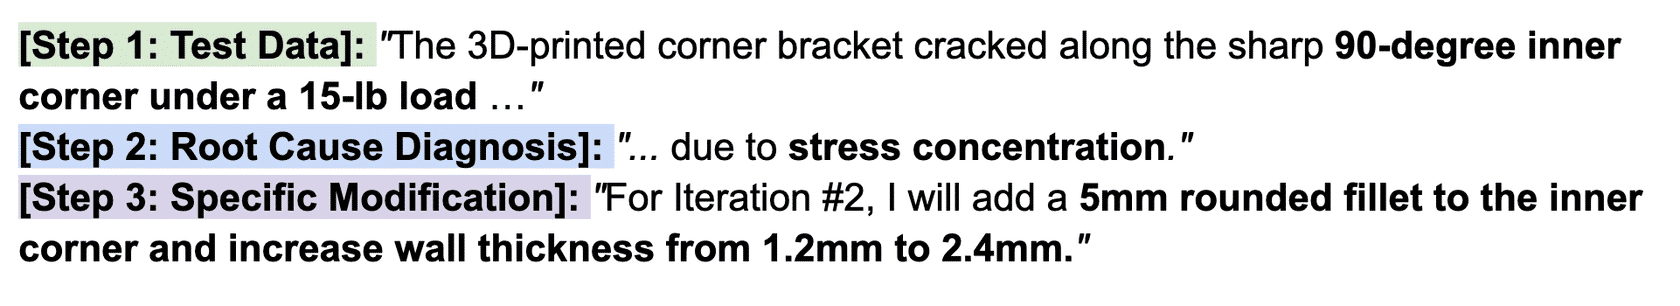 [Step 1: Test Data]: "The 3D-printed corner bracket cracked along the sharp 90-degree inner
corner under a 15-lb load …"
[Step 2: Root Cause Diagnosis]: "... due to stress concentration."
[Step 3: Specific Modification]: "For Iteration #2, I will add a 5mm rounded fillet to the inner
corner and increase wall thickness from 1.2mm to 2.4mm."